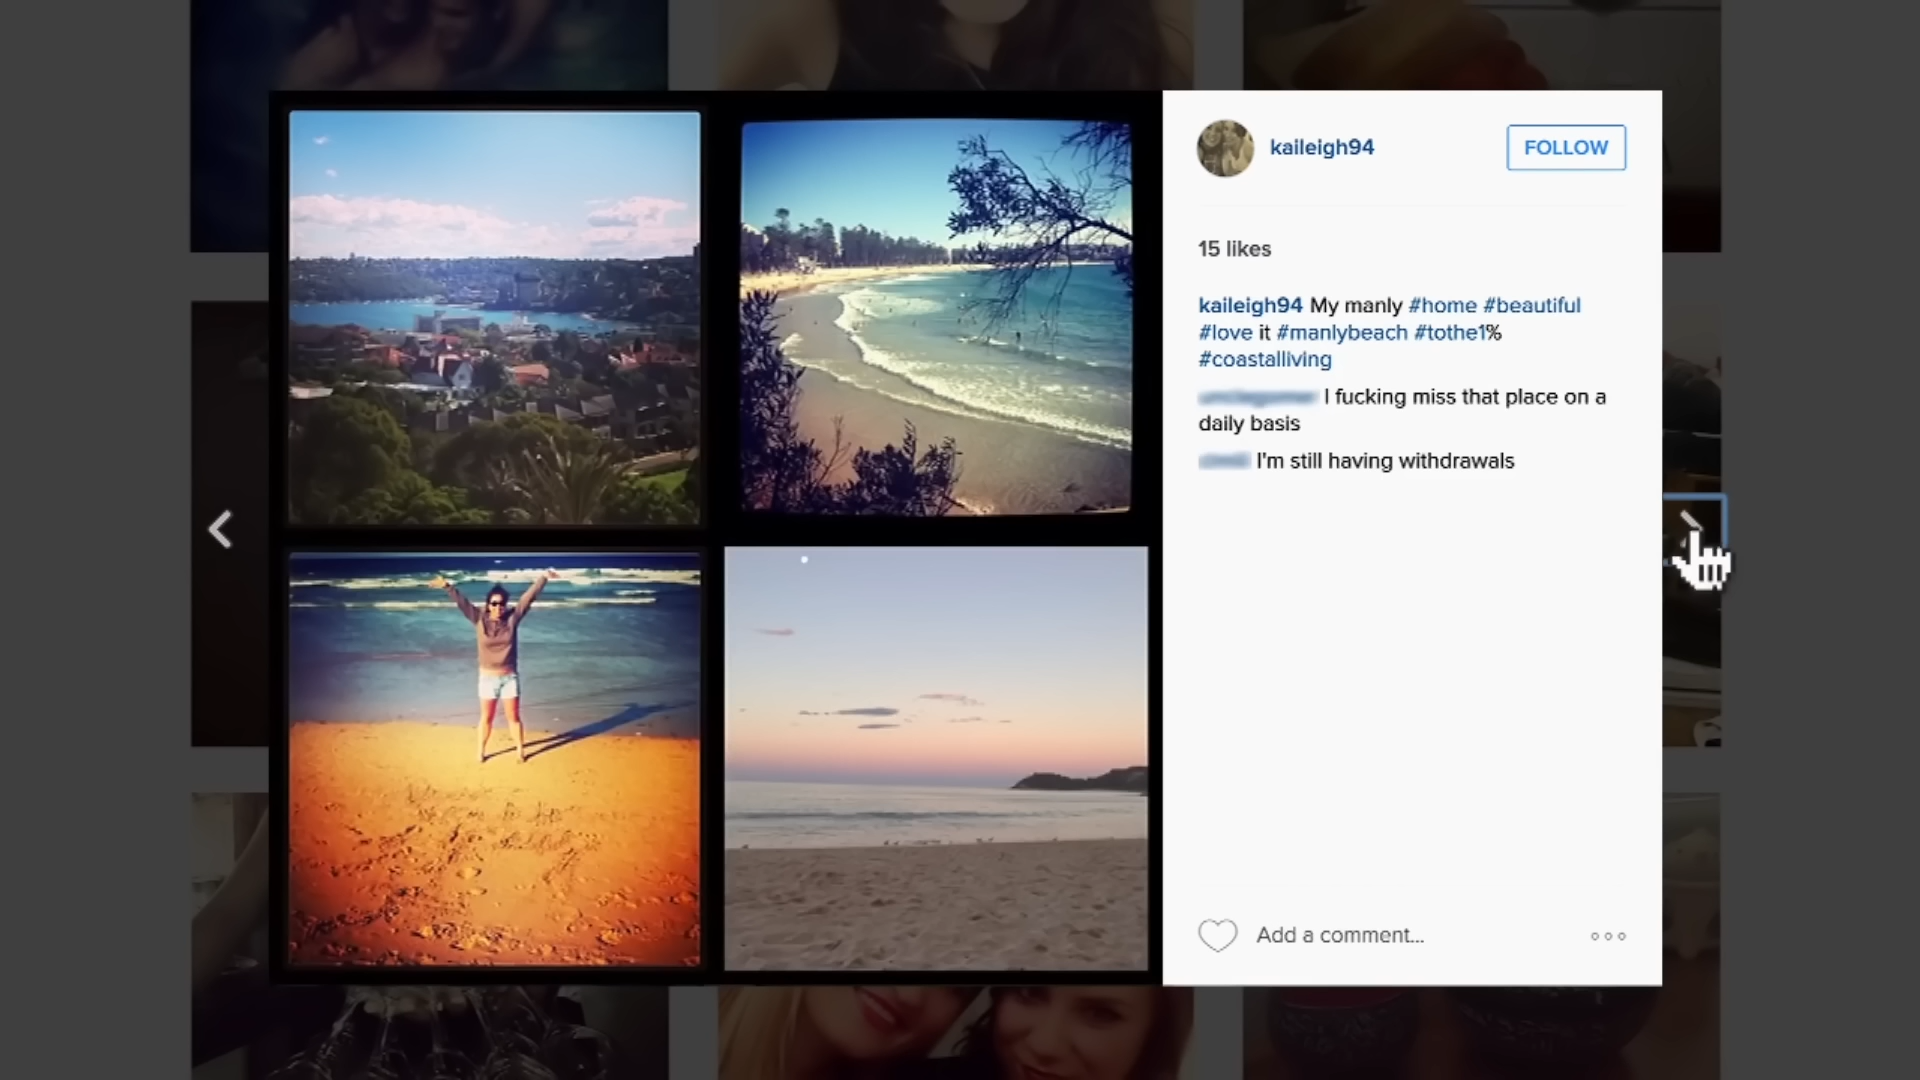 kaileigh94
FOLLOW
15 likes
kaileigh94 My manly #home #beautiful
#love it #manlybeach #tothe1%
#coastalliving
I fucking miss that place on a
daily basis
I'm still having withdrawals
Add a comment...